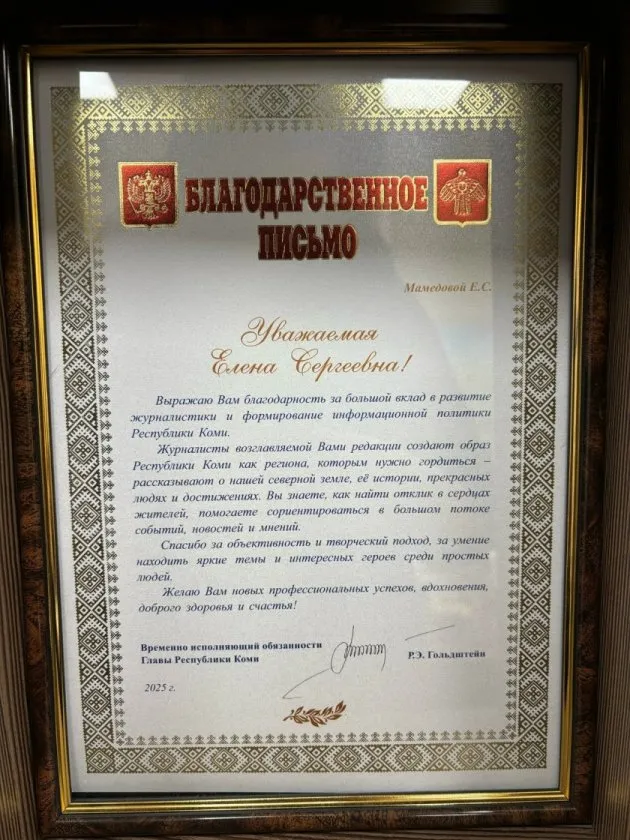 БЛАГОДАРСТВЕННОЕ
ПИСЬМО
Мамедовой Е.С.
Уважаемая
Елена Сергеевна!
Выражаю Вам благодарность за большой вклад в развитие
журналистики и формирование информационной политики
Республики Коми.
Журналисты возглавляемой Вами редакции создают образ
Республики Коми как региона, которым нужно гордиться –
рассказывают о нашей северной земле, её истории, прекрасных
людях и достижениях. Вы знаете, как найти отклик в сердцах
жителей, помогаете сориентироваться в большом потоке
событий, новостей и мнений.
Спасибо за объективность и творческий подход, за умение
находить яркие темы и интересных героев среди простых
людей.
Желаю Вам новых профессиональных успехов, вдохновения,
доброго здоровья и счастья!
Временно исполняющий обязанности
Главы Республики Коми
Р.Э. Гольдштейн
2025 г.